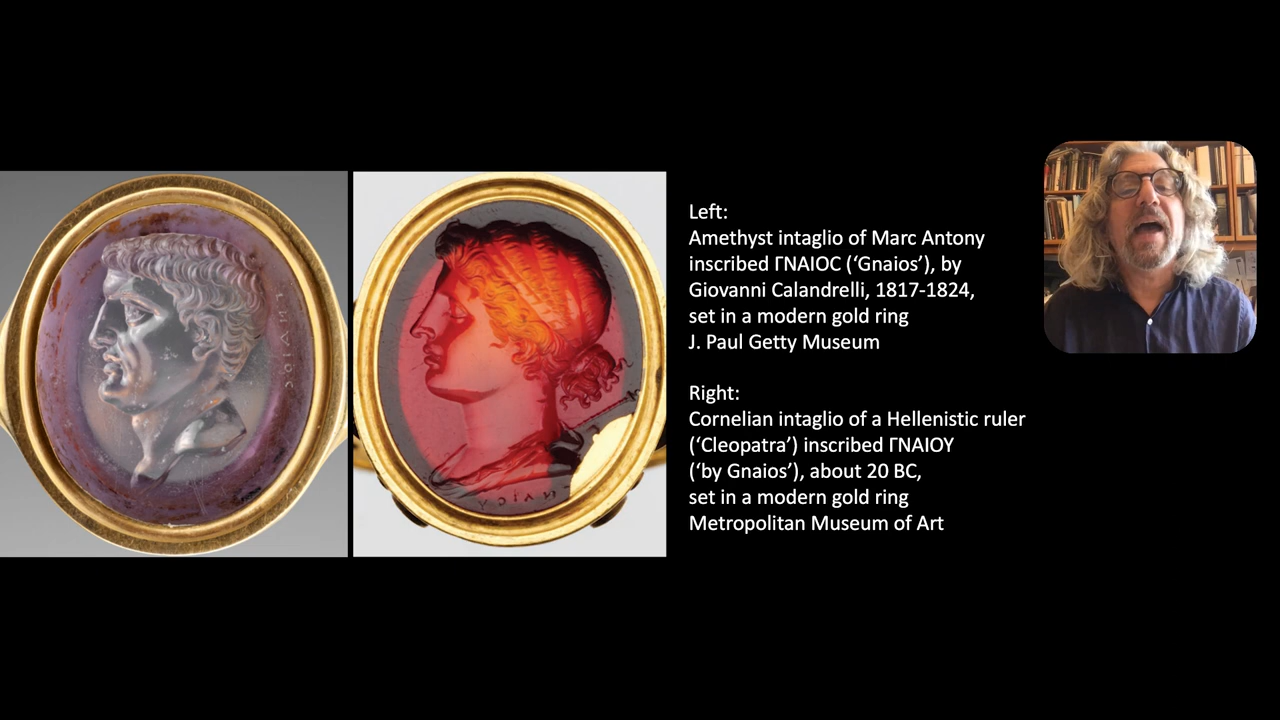 ΓΝΑΙΟC
Left:
Amethyst intaglio of Marc Antony
inscribed ΓΝΑΙΟC (‘Gnaios’), by
Giovanni Calandrelli, 1817-1824,
set in a modern gold ring
J. Paul Getty Museum
Right:
Cornelian intaglio of a Hellenistic ruler
(‘Cleopatra’) inscribed ΓΝΑΙΟΥ
(‘by Gnaios’), about 20 BC,
set in a modern gold ring
Metropolitan Museum of Art